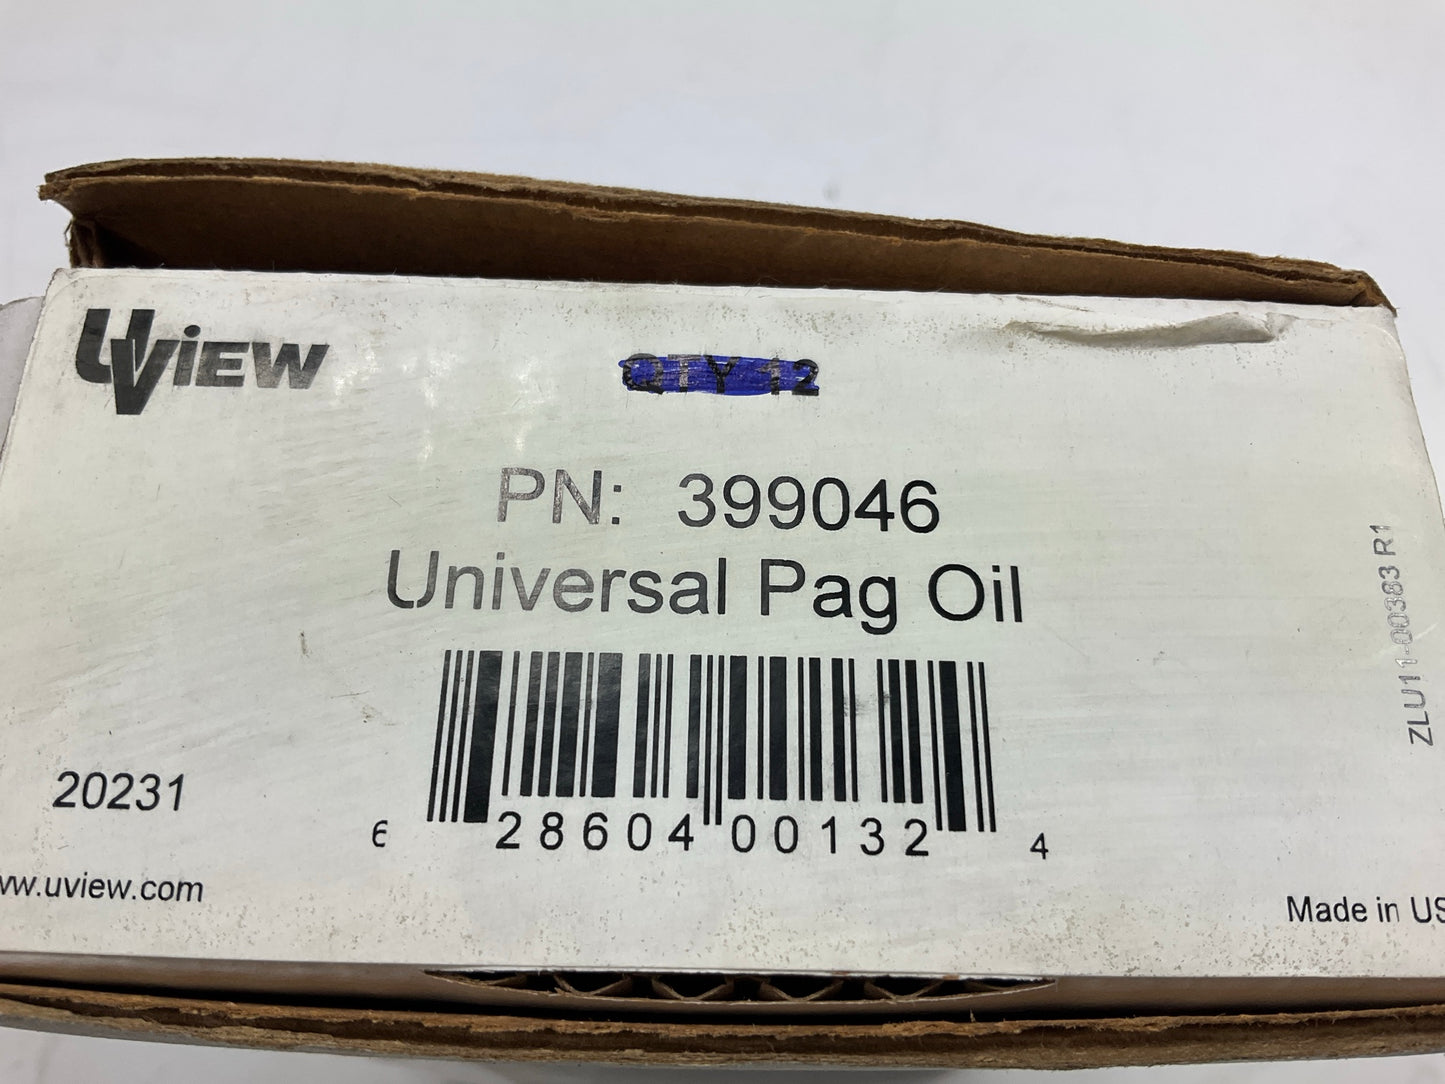 UView
QTY 12
PN: 399046
Universal Pag Oil
ZLU11-00383 R1
20231
6 28604 00132 4
ww.uview.com
Made in US